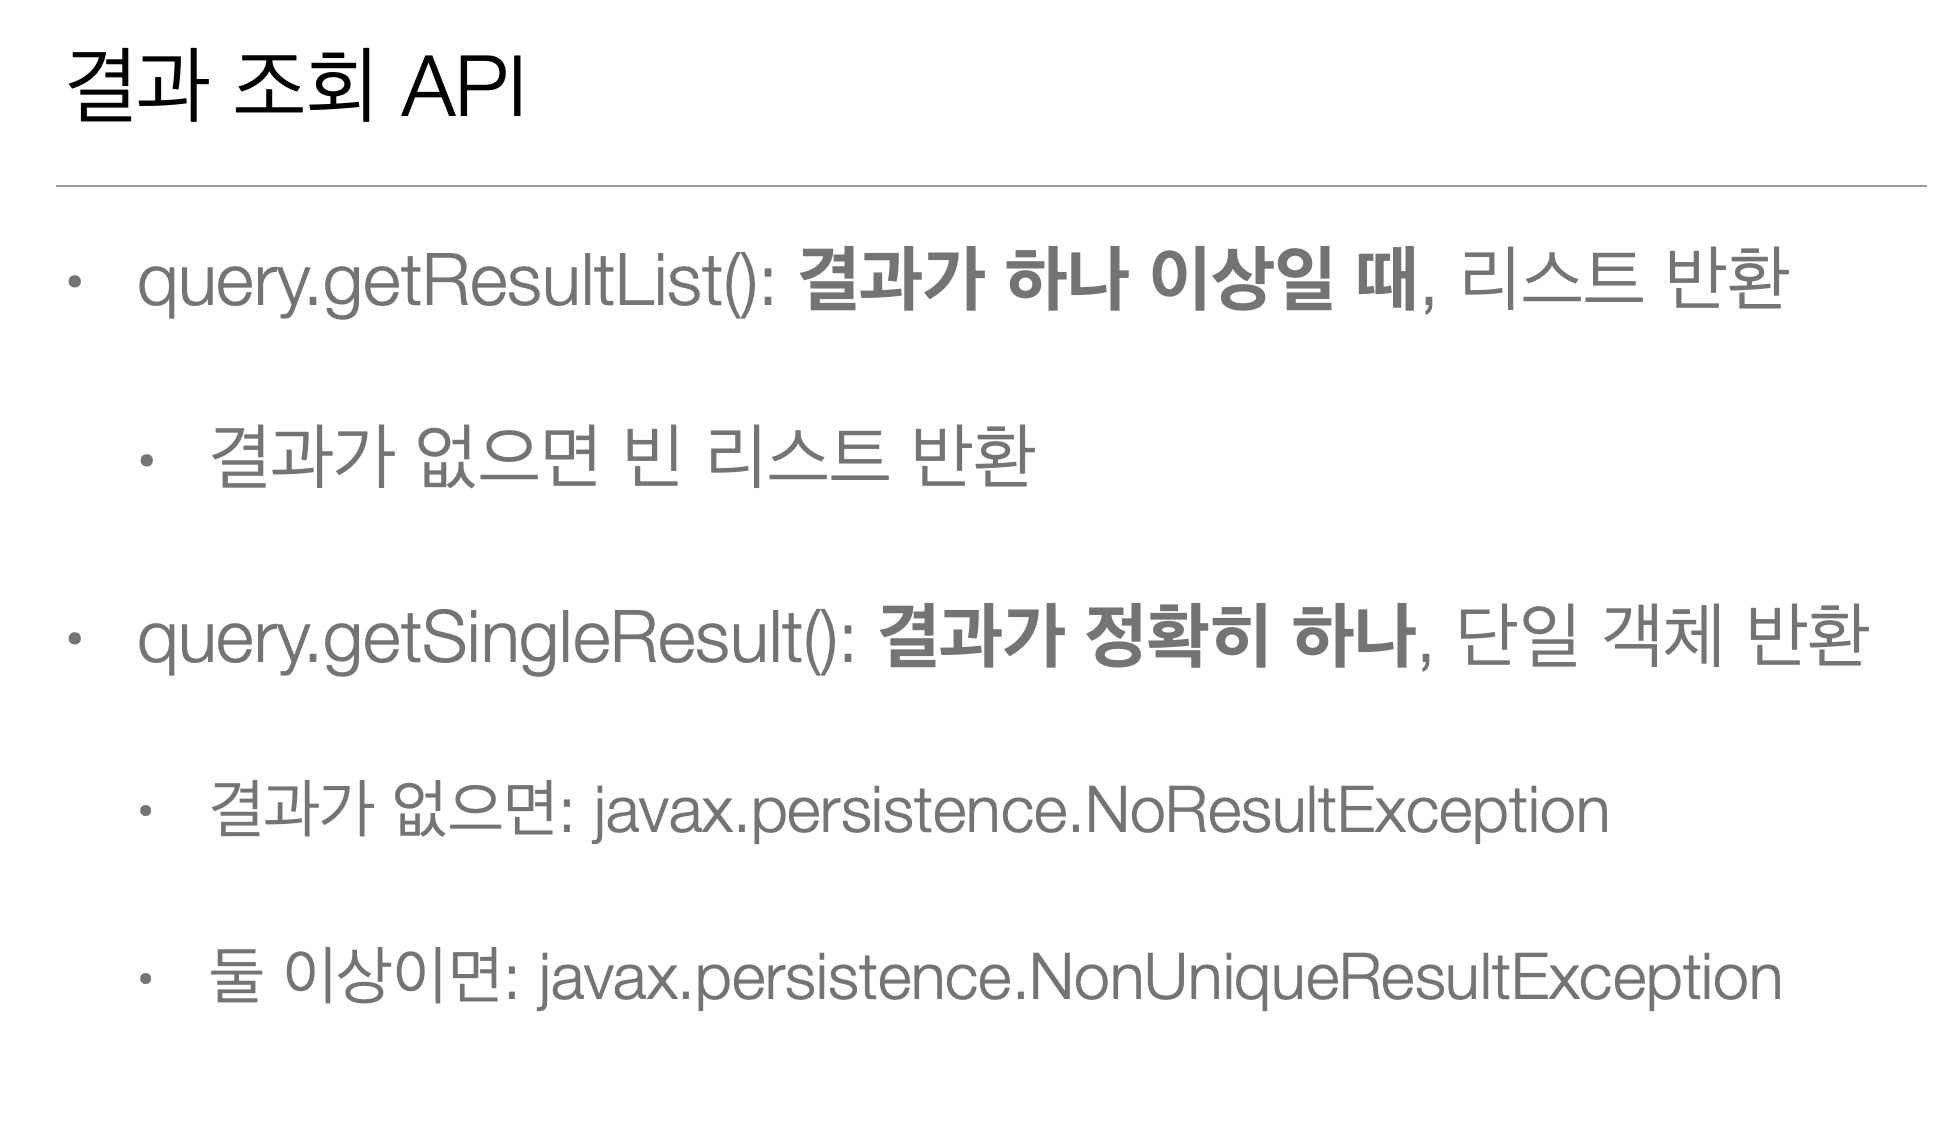 결과 조회 API
• query.getResultList(): 결과가 하나 이상일 때, 리스트 반환
• 결과가 없으면 빈 리스트 반환
• query.getSingleResult(): 결과가 정확히 하나, 단일 객체 반환
• 결과가 없으면: javax.persistence.NoResultException
• 둘 이상이면: javax.persistence.NonUniqueResultException